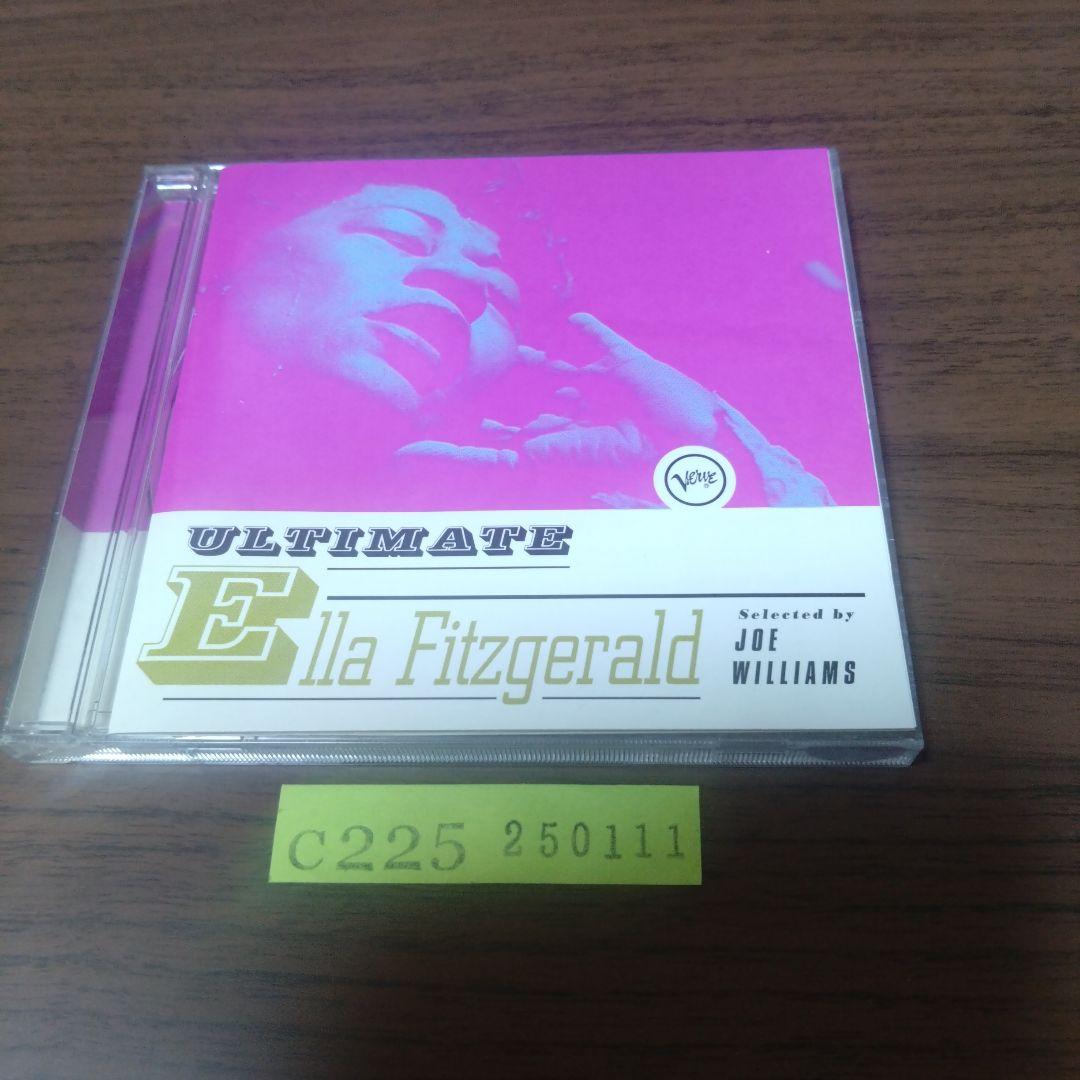 Verve
ULTIMATE
Ella Fitzgerald
Selected by
JOE
WILLIAMS
C225 250111